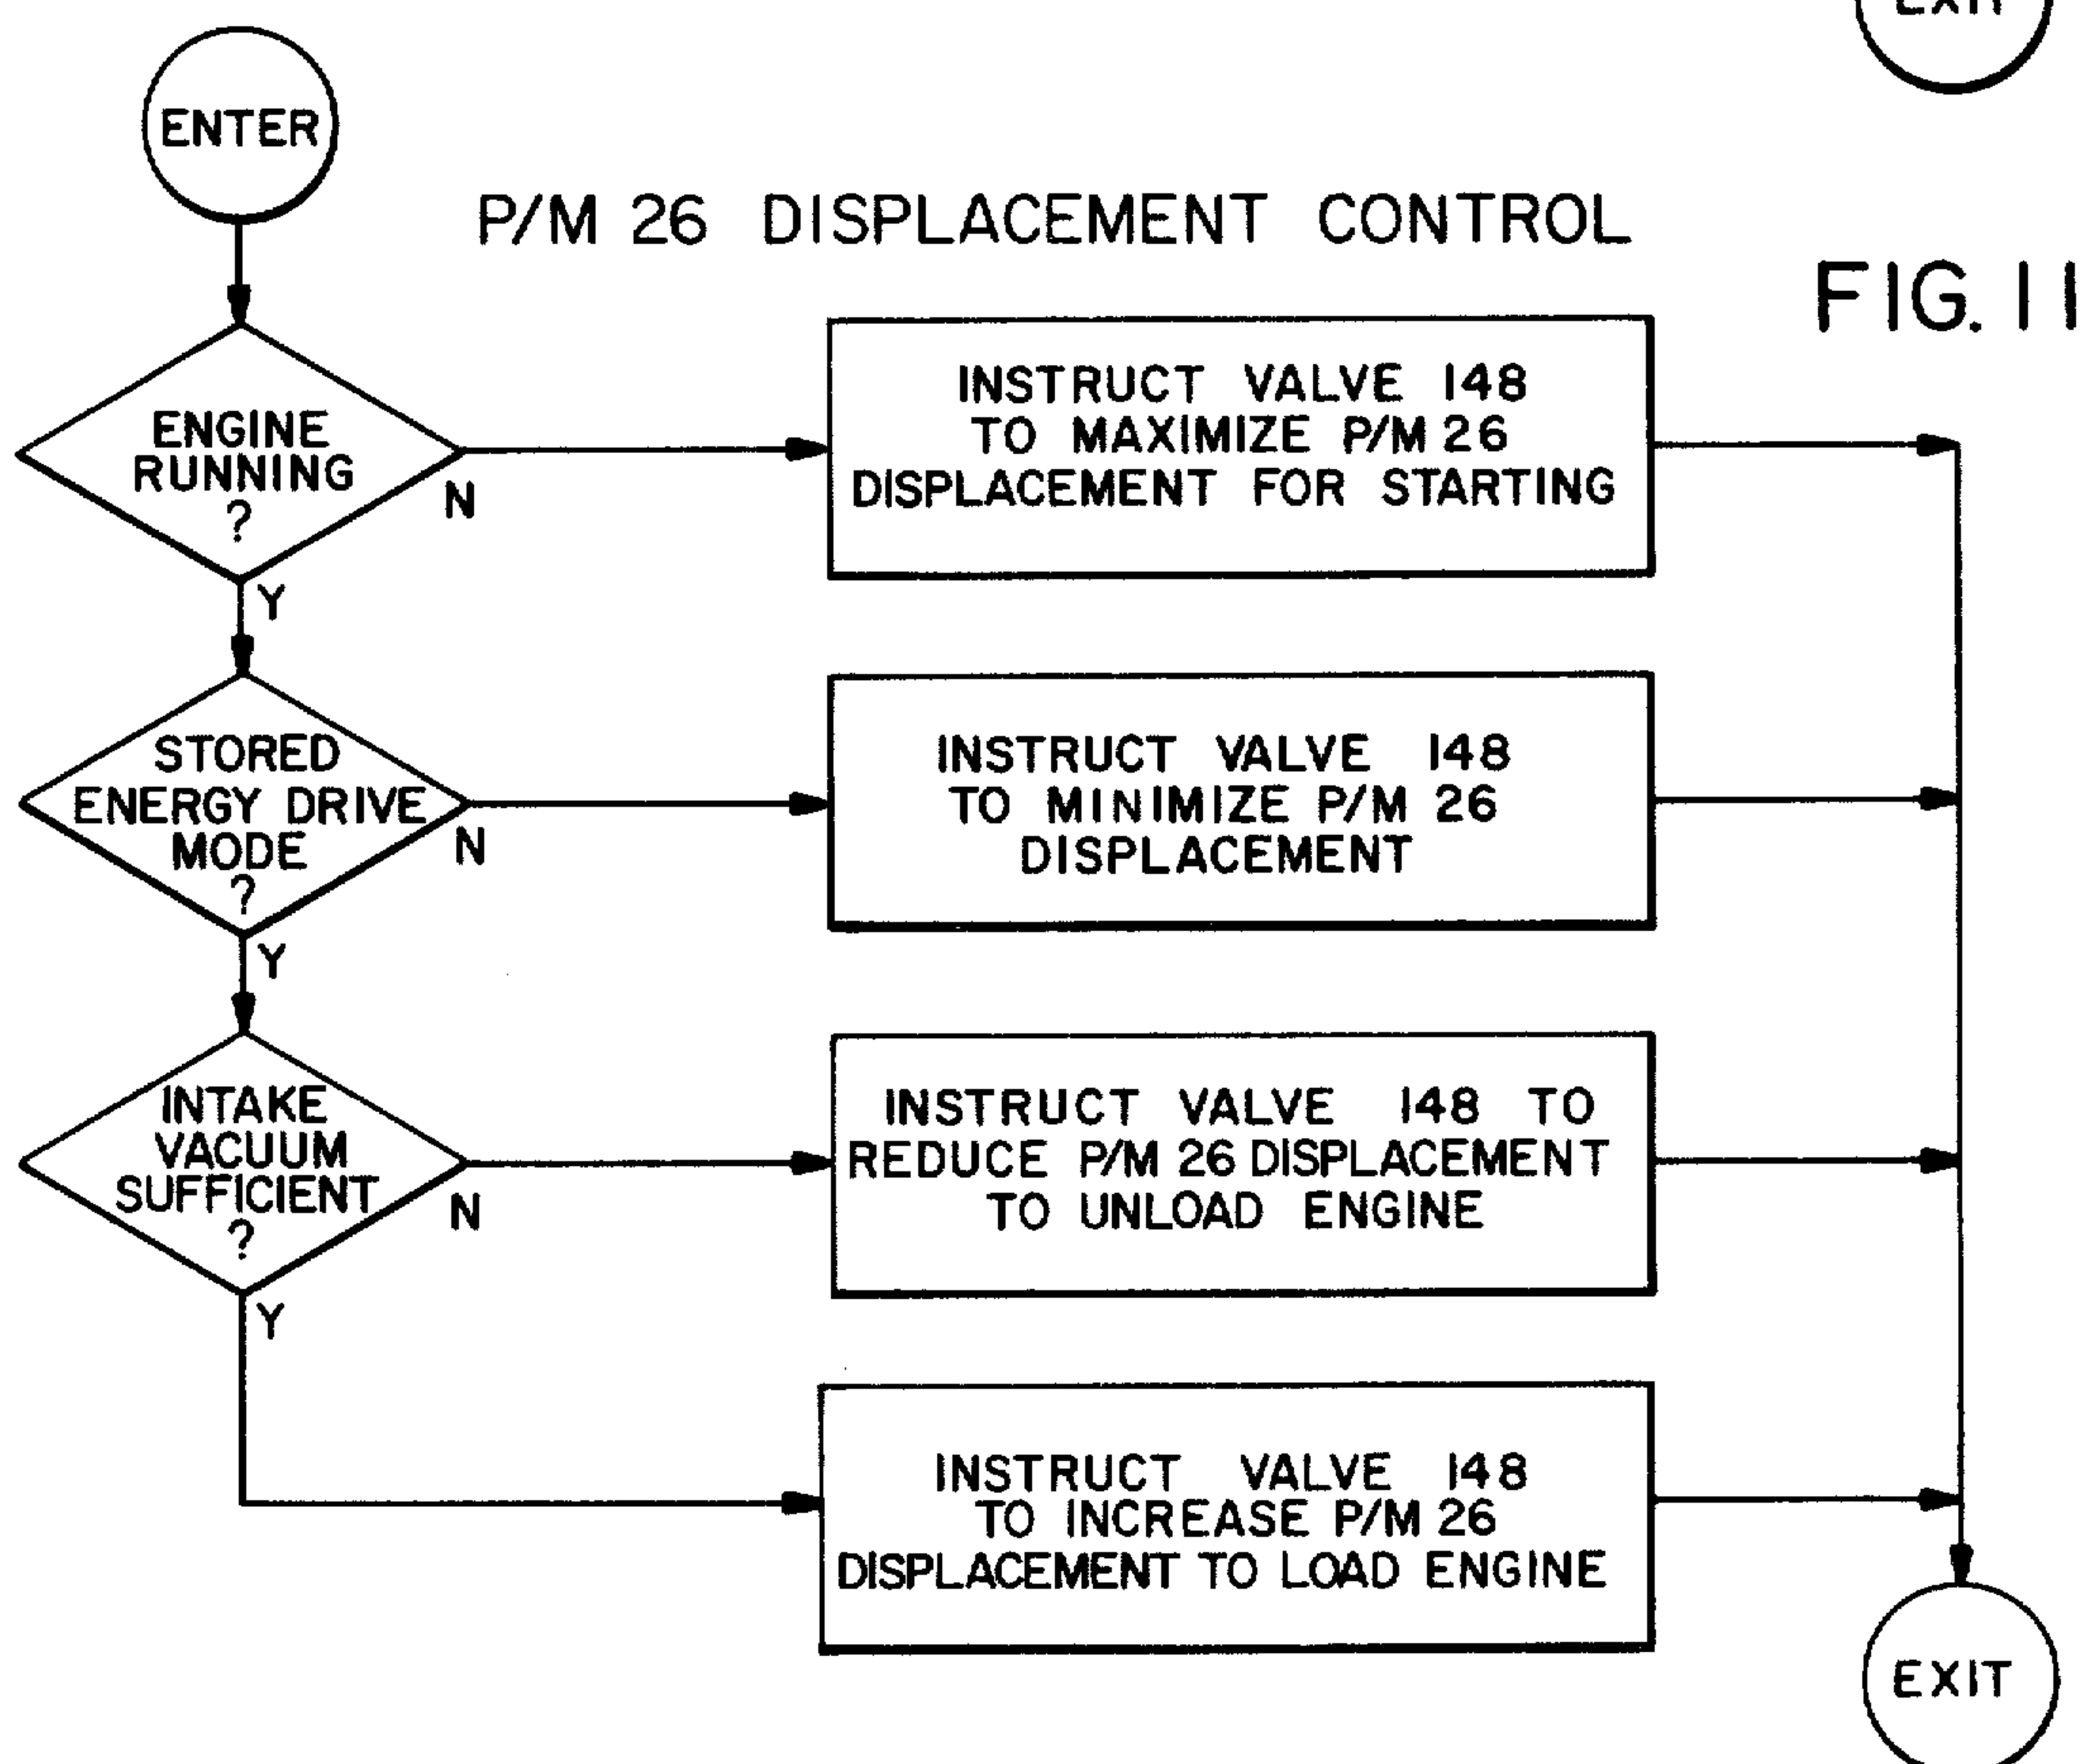 EXIT
ENTER
P/M 26 DISPLACEMENT CONTROL
FIG. 11
ENGINE
RUNNING
?
N
Y
INSTRUCT VALVE 148
TO MAXIMIZE P/M 26
DISPLACEMENT FOR STARTING
STORED
ENERGY DRIVE
MODE
?
N
Y
INSTRUCT VALVE 148
TO MINIMIZE P/M 26
DISPLACEMENT
INTAKE
VACUUM
SUFFICIENT
?
N
Y
INSTRUCT VALVE 148 TO
REDUCE P/M 26 DISPLACEMENT
TO UNLOAD ENGINE
INSTRUCT VALVE 148
TO INCREASE P/M 26
DISPLACEMENT TO LOAD ENGINE
EXIT